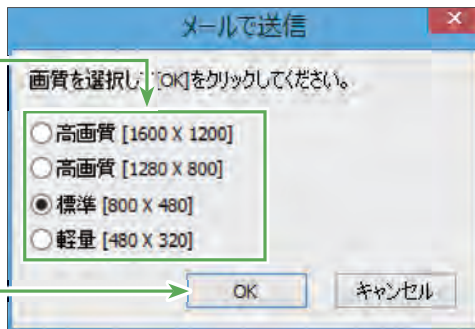 メールで送信
画質を選択して[OK]をクリックしてください。
高画質 [1600 X 1200]
高画質 [1280 X 800]
標準 [800 X 480]
軽量 [480 X 320]
OK キャンセル